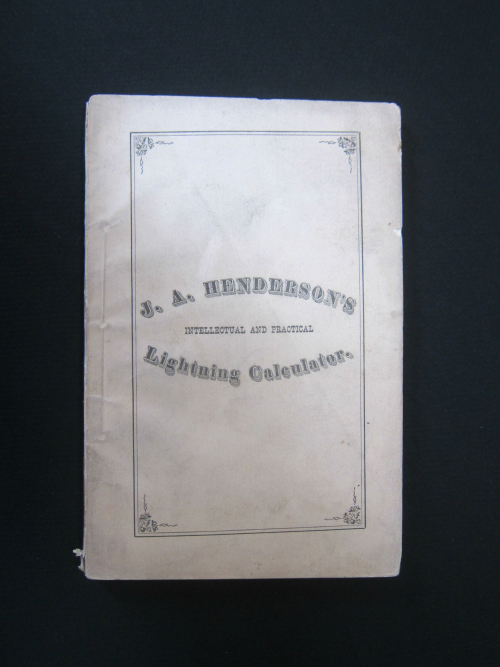 J. A. HENDERSON'S
INTELLECTUAL AND PRACTICAL
Lightning Calculator.